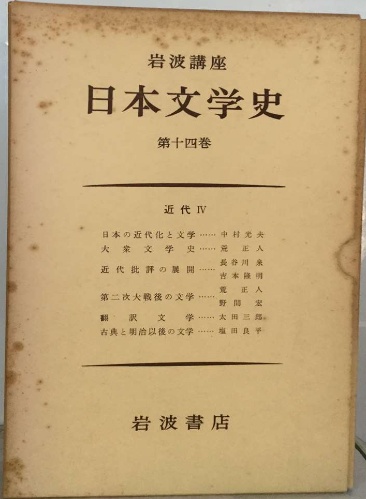 岩波講座
日本文学史
第十四巻
近代 Ⅳ
日本の近代化と文学……中村光夫
大衆文学史……荒正人
近代批評の展開……長谷川泉
吉本隆明
第二次大戦後の文学……荒正人
野間宏
翻訳文学……太田三郎
古典と明治以後の文学……塩田良平
岩波書店